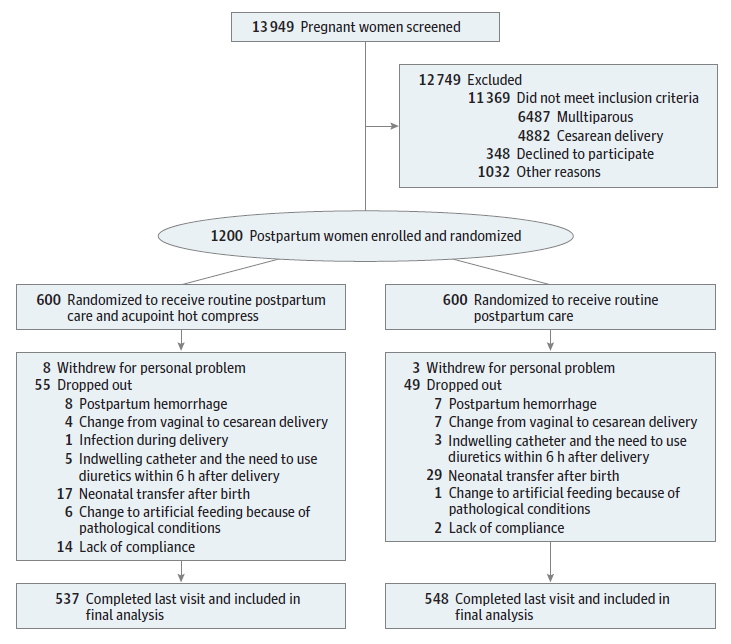 13 949 Pregnant women screened
12 749 Excluded
11 369 Did not meet inclusion criteria
6487 Mulltiparous
4882 Cesarean delivery
348 Declined to participate
1032 Other reasons
1200 Postpartum women enrolled and randomized
600 Randomized to receive routine postpartum
care and acupoint hot compress
600 Randomized to receive routine
postpartum care
8 Withdrew for personal problem
55 Dropped out
8 Postpartum hemorrhage
4 Change from vaginal to cesarean delivery
1 Infection during delivery
5 Indwelling catheter and the need to use
diuretics within 6 h after delivery
17 Neonatal transfer after birth
6 Change to artificial feeding because of
pathological conditions
14 Lack of compliance
3 Withdrew for personal problem
49 Dropped out
7 Postpartum hemorrhage
7 Change from vaginal to cesarean delivery
3 Indwelling catheter and the need to use
diuretics within 6 h after delivery
29 Neonatal transfer after birth
1 Change to artificial feeding because of
pathological conditions
2 Lack of compliance
537 Completed last visit and included in
final analysis
548 Completed last visit and included in
final analysis